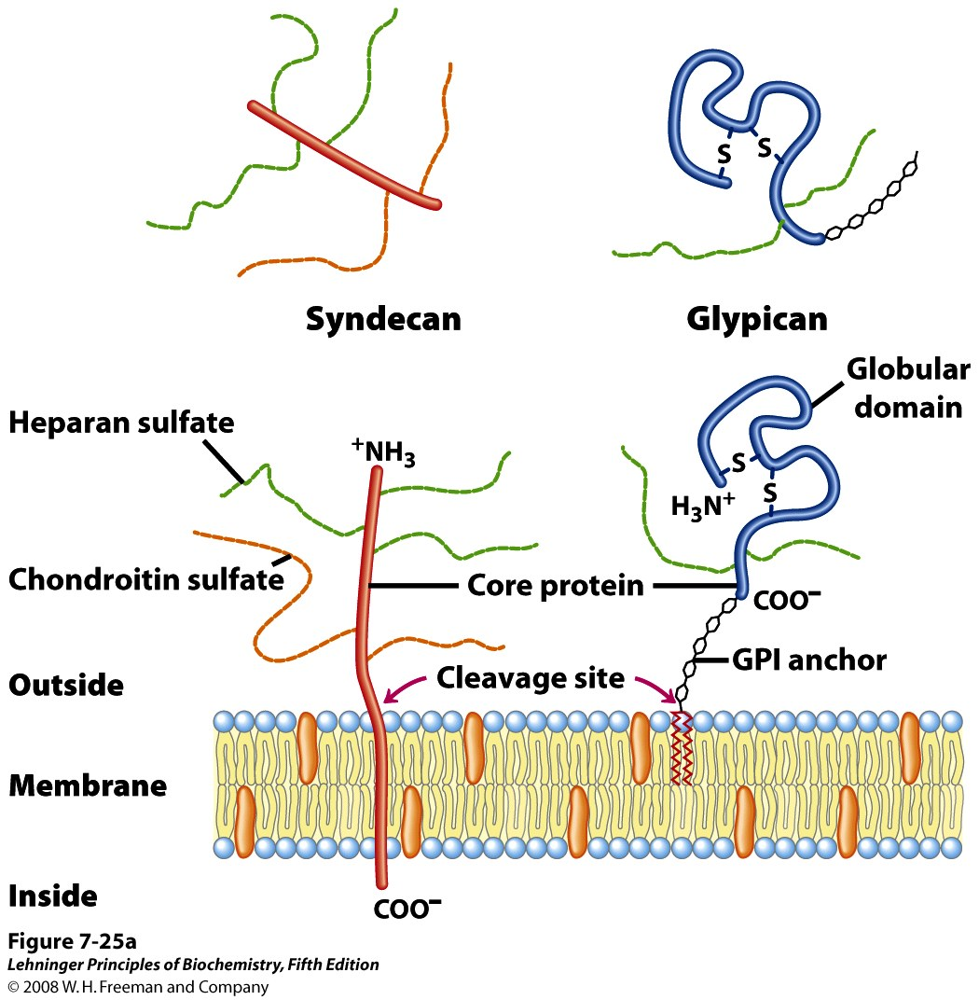 S
S
Syndecan
Glypican
Globular
domain
Heparan sulfate
⁺NH₃
S
S
H₃N⁺
Chondroitin sulfate
Core protein
COO⁻
GPI anchor
Cleavage site
Outside
Membrane
Inside
COO⁻
Figure 7-25a
Lehninger Principles of Biochemistry, Fifth Edition
© 2008 W. H. Freeman and Company